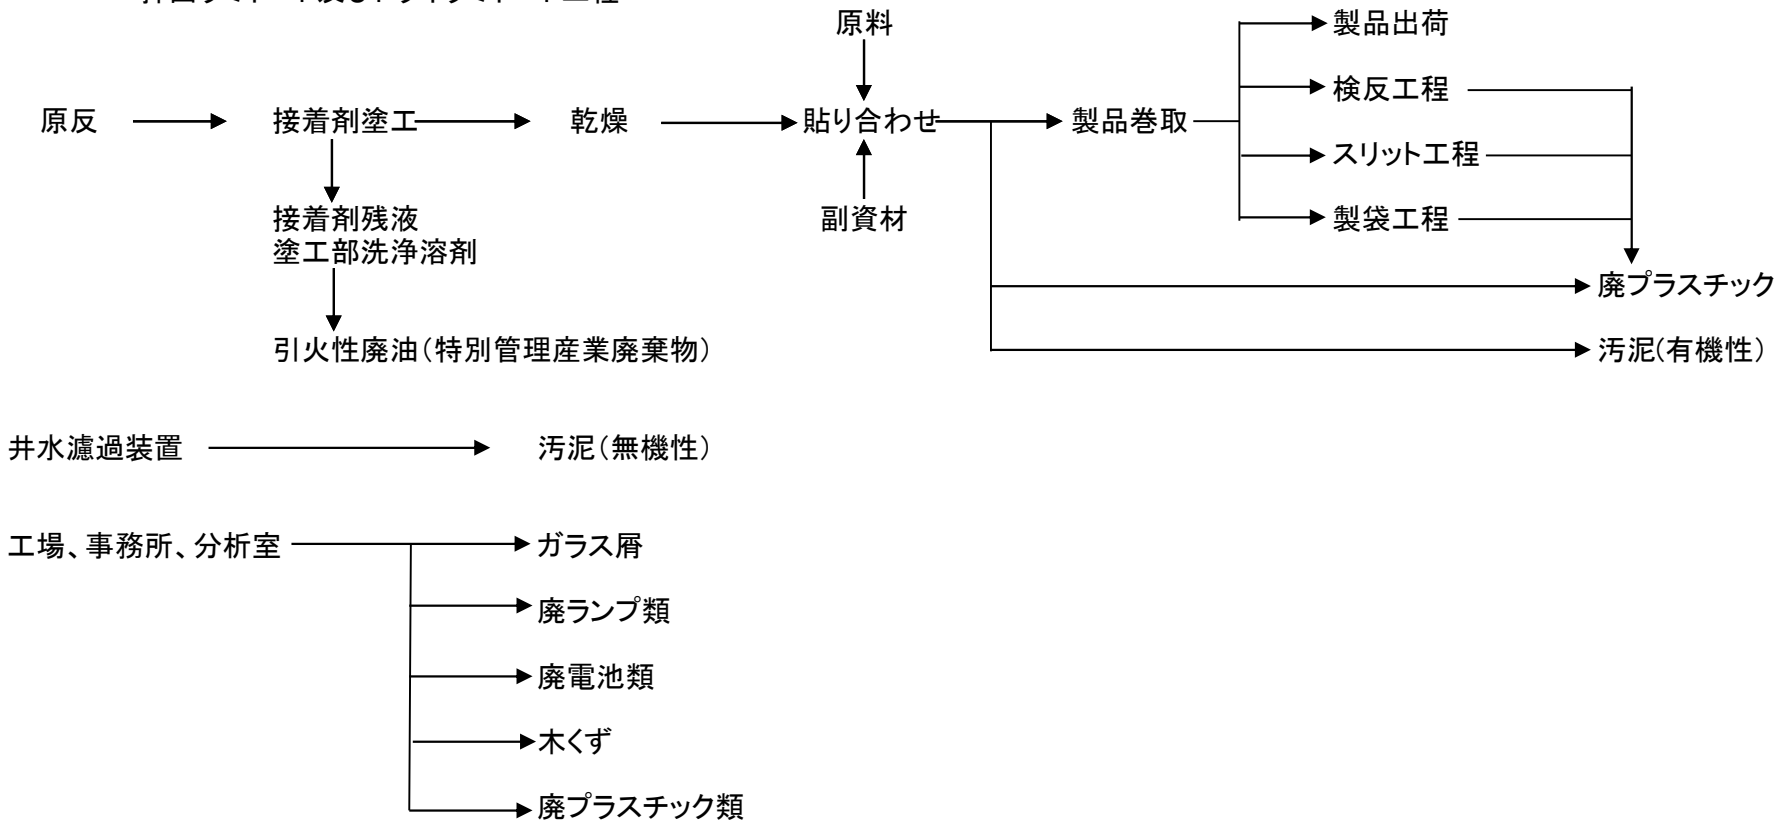 原料
製品出荷
検反工程
原反
接着剤塗工
乾燥
貼り合わせ
製品巻取
スリット工程
接着剤残液
塗工部洗浄溶剤
副資材
製袋工程
廃プラスチック
引火性廃油(特別管理産業廃棄物)
汚泥(有機性)
井水濾過装置
汚泥(無機性)
工場、事務所、分析室
ガラス屑
廃ランプ類
廃電池類
木くず
廃プラスチック類